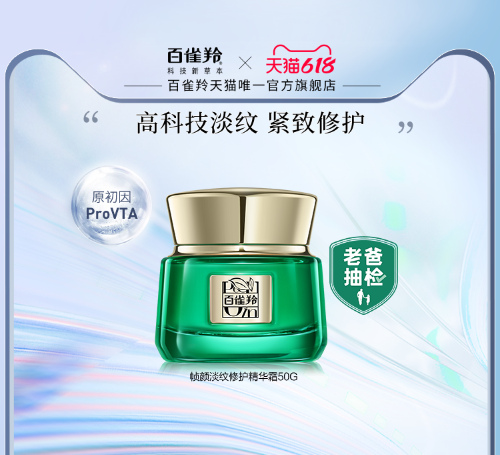 百雀羚 × 天猫618
科技新草本
百雀羚天猫唯一官方旗舰店
“ 高科技淡纹 紧致修护 ”
原初因
ProVTA
老爸
抽检
百雀羚
帧颜淡纹修护精华霜50G